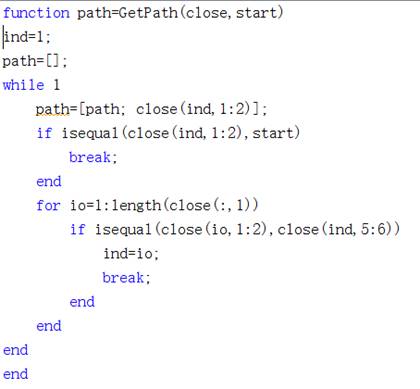 function path=GetPath(close,start)
ind=1;
path=[];
while 1
    path=[path; close(ind,1:2)];
    if isequal(close(ind,1:2),start)
        break;
    end
    for io=1:length(close(:,1))
        if isequal(close(io,1:2),close(ind,5:6))
            ind=io;
            break;
        end
    end
end
end